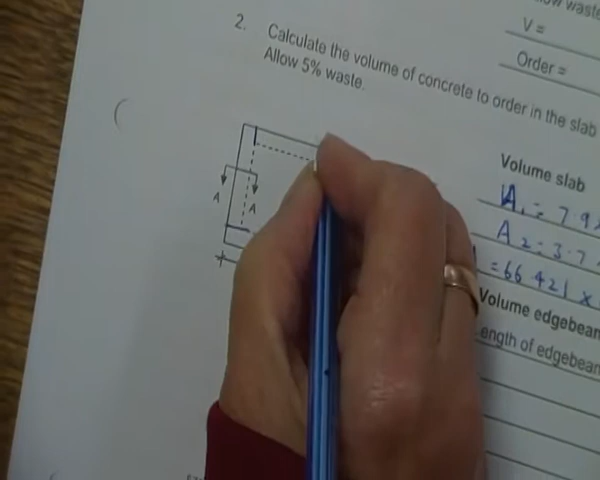 V =
Order =
2. Calculate the volume of concrete to order in the slab
Allow 5% waste.
A A
Volume slab
A₁ = 7.9
A₂ = 3.7
= 66.421 x
Volume edgebeam
ength of edgebea